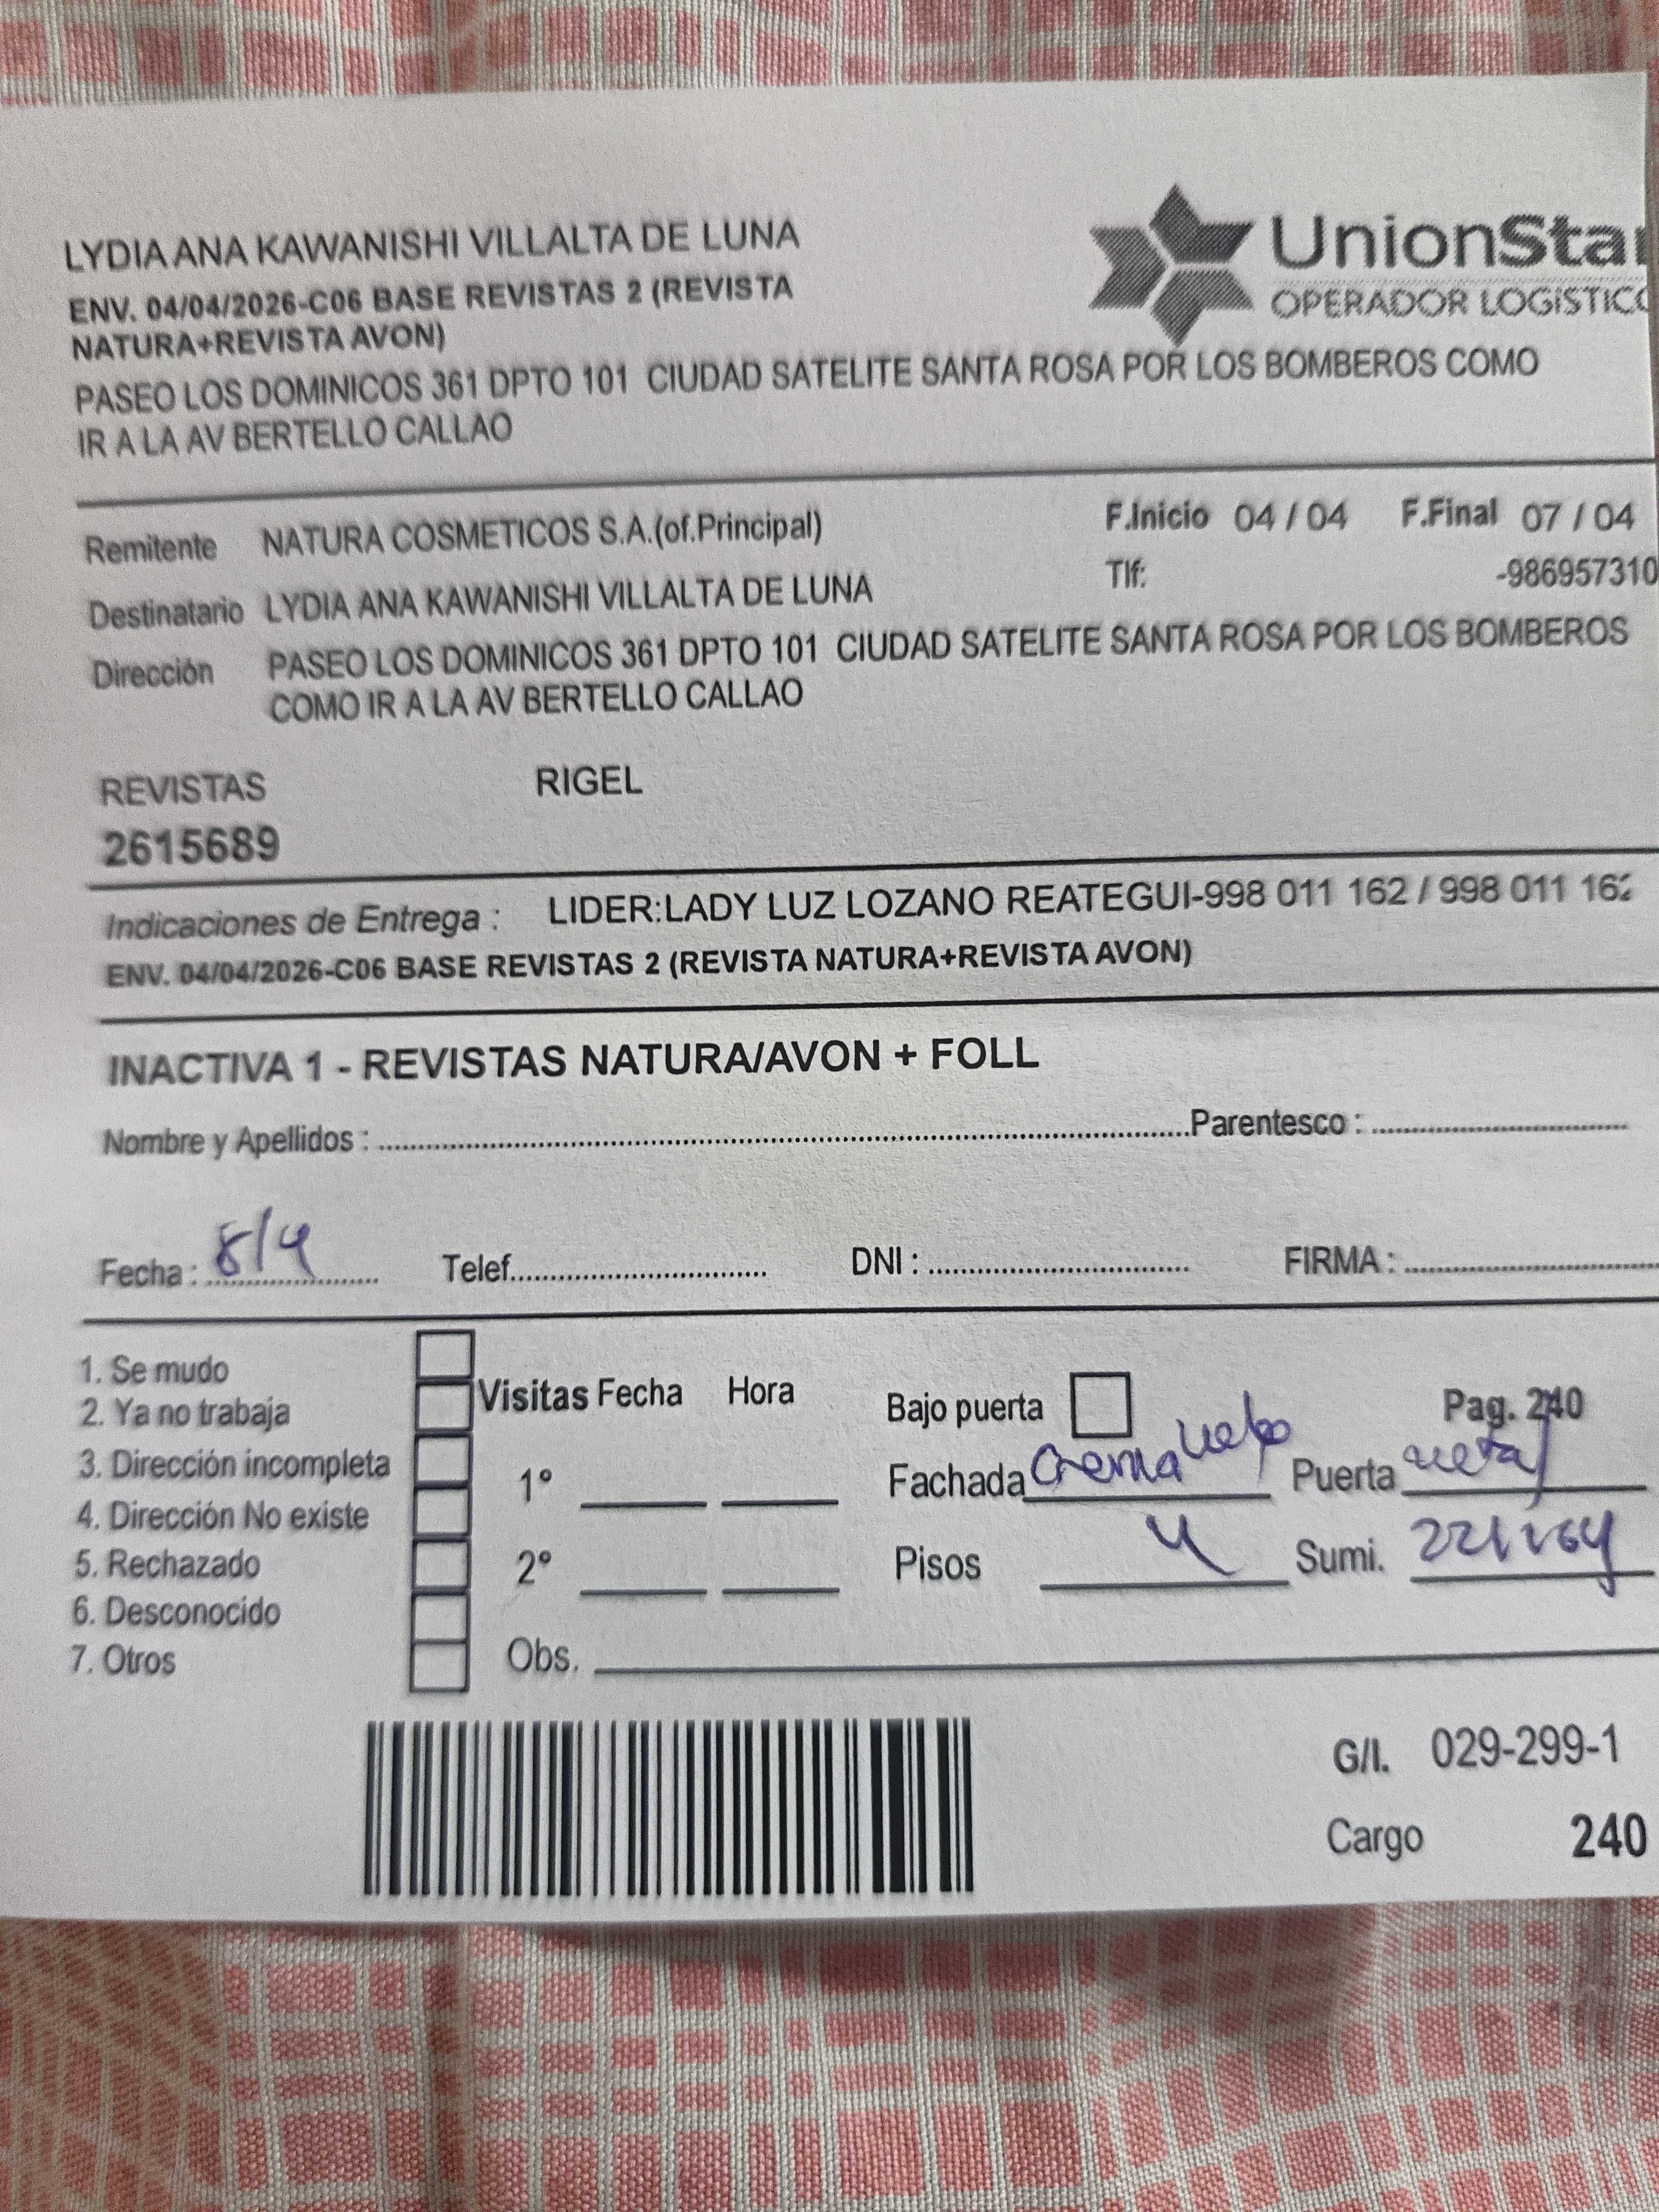 LYDIA ANA KAWANISHI VILLALTA DE LUNA
ENV. 04/04/2026-C06 BASE REVISTAS 2 (REVISTA
NATURA+REVISTA AVON)
UnionStar
OPERADOR LOGISTICO
PASEO LOS DOMINICOS 361 DPTO 101 CIUDAD SATELITE SANTA ROSA POR LOS BOMBEROS COMO
IR A LA AV BERTELLO CALLAO
Remitente NATURA COSMETICOS S.A.(of.Principal) F.Inicio 04 / 04 F.Final 07 / 04
Destinatario LYDIA ANA KAWANISHI VILLALTA DE LUNA Tlf: -986957310
Dirección PASEO LOS DOMINICOS 361 DPTO 101 CIUDAD SATELITE SANTA ROSA POR LOS BOMBEROS
COMO IR A LA AV BERTELLO CALLAO
REVISTAS RIGEL
2615689
Indicaciones de Entrega : LIDER:LADY LUZ LOZANO REATEGUI-998 011 162 / 998 011 162
ENV. 04/04/2026-C06 BASE REVISTAS 2 (REVISTA NATURA+REVISTA AVON)
INACTIVA 1 - REVISTAS NATURA/AVON + FOLL
Nombre y Apellidos : Parentesco :
Fecha : 8/4 Telef. DNI : FIRMA :
1. Se mudo
2. Ya no trabaja
3. Dirección incompleta
4. Dirección No existe
5. Rechazado
6. Desconocido
7. Otros
Visitas Fecha Hora
1º
2º
Obs.
Bajo puerta Pag. 240
Fachada Crema Puerta metal
Pisos 4 Sumi.
G/I. 029-299-1
Cargo 240